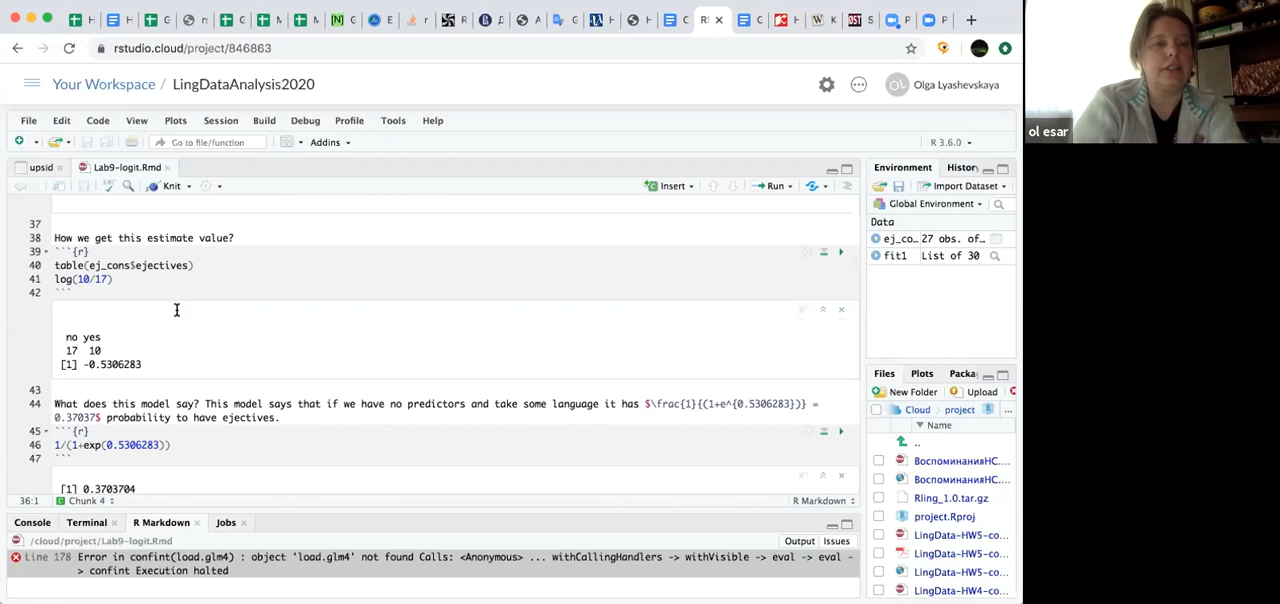 rstudio.cloud/project/846863
Your Workspace / LingDataAnalysis2020
OL Olga Lyashevskaya
File Edit Code View Plots Session Build Debug Profile Tools Help
Go to file/function Addins R 3.6.0
upsid Lab9-logit.Rmd
Knit Insert Run
37
38 How we get this estimate value?
39 ```{r}
40 table(ej_cons$ejectives)
41 log(10/17)
42 ```
no yes
17 10
[1] -0.5306283
43
44 What does this model say? This model says that if we have no predictors and take some language it has $\frac{1}{(1+e^{0.5306283})} =
0.37037$ probability to have ejectives.
45 ```{r}
46 1/(1+exp(0.5306283))
47 ```
[1] 0.3703704
36:1 Chunk 4 R Markdown
Console Terminal R Markdown Jobs
/cloud/project/Lab9-logit.Rmd Output Issues
Line 178 Error in confint(load.glm4) : object 'load.glm4' not found Calls: <Anonymous> ... withCallingHandlers -> withVisible -> eval -> eval -
> confint Execution halted
Environment Histor
Import Dataset
Global Environment
Data
ej_co… 27 obs. of…
fit1 List of 30
Files Plots Packa
New Folder Upload
Cloud project ...
Name
..
ВоспоминанияНС....
ВоспоминанияНС....
Rling_1.0.tar.gz
project.Rproj
LingData-HW5-co...
LingData-HW5-co...
LingData-HW5-co...
LingData-HW4-co...
ol esar